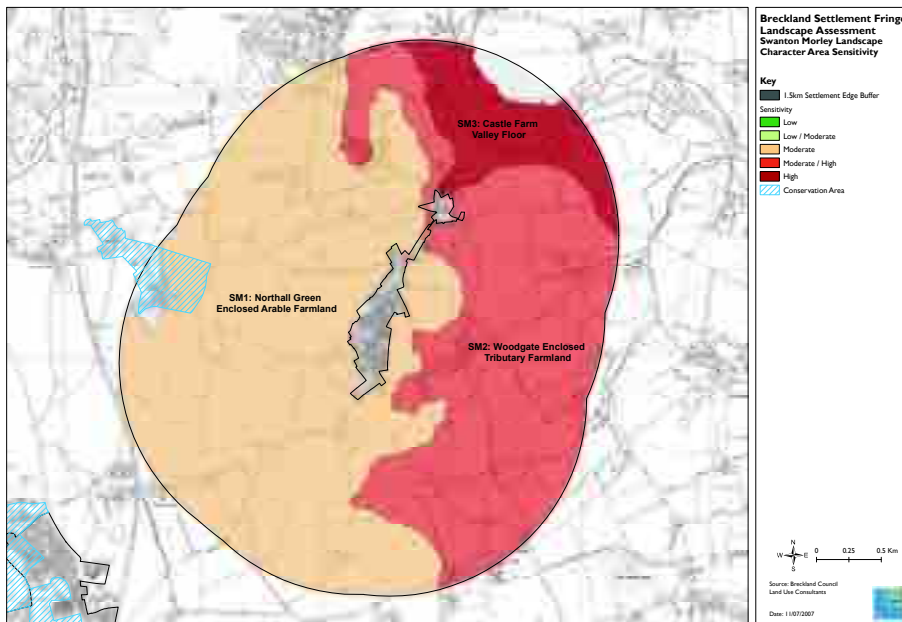 SM3: Castle Farm
Valley Floor
SM1: Northall Green
Enclosed Arable Farmland
SM2: Woodgate Enclosed
Tributary Farmland
Breckland Settlement Fringe
Landscape Assessment
Swanton Morley Landscape
Character Area Sensitivity
Key
1.5km Settlement Edge Buffer
Sensitivity
Low
Low / Moderate
Moderate
Moderate / High
High
Conservation Area
N
W E
S
0 0.25 0.5 Km
Source: Breckland Council
Land Use Consultants
Date: 11/07/2007